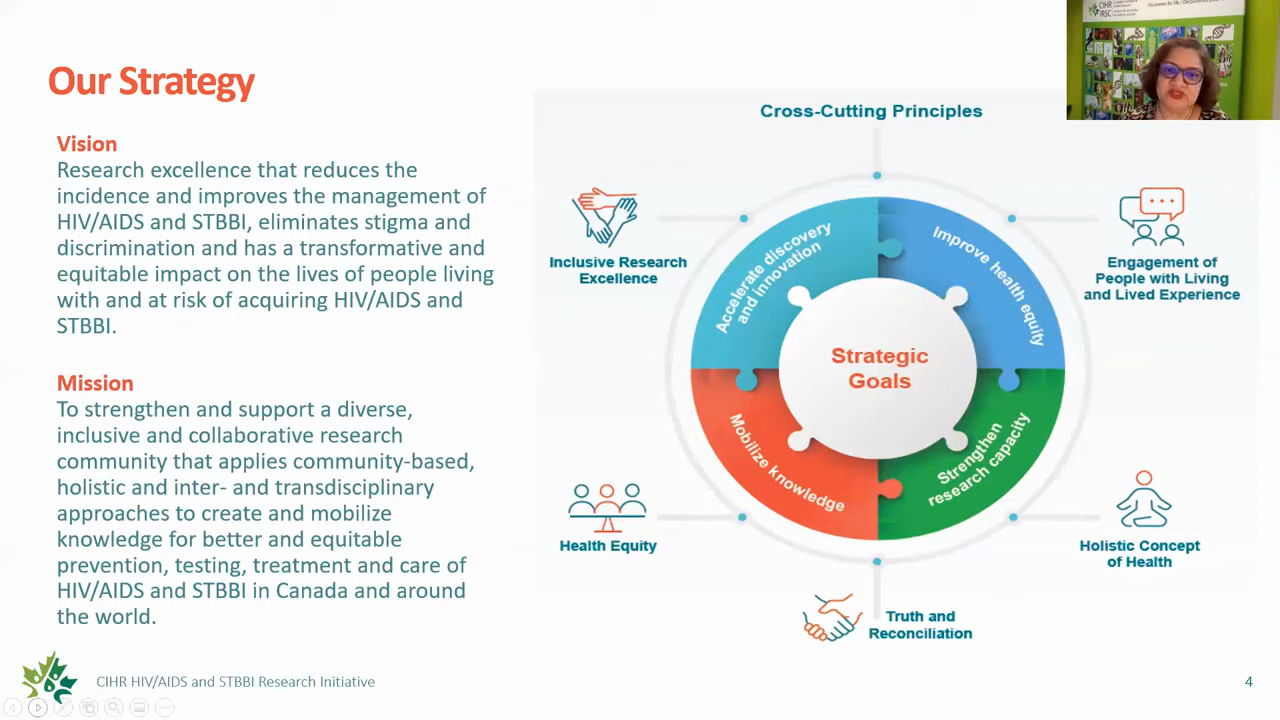 Our Strategy
Vision
Research excellence that reduces the
incidence and improves the management of
HIV/AIDS and STBBI, eliminates stigma and
discrimination and has a transformative and
equitable impact on the lives of people living
with and at risk of acquiring HIV/AIDS and
STBBI.
Mission
To strengthen and support a diverse,
inclusive and collaborative research
community that applies community-based,
holistic and inter- and transdisciplinary
approaches to create and mobilize
knowledge for better and equitable
prevention, testing, treatment and care of
HIV/AIDS and STBBI in Canada and around
the world.
Cross-Cutting Principles
Inclusive Research
Excellence
Engagement of
People with Living
and Lived Experience
Accelerate discovery
and innovation
Improve health equity
Strategic
Goals
Mobilize knowledge
Strengthen
research capacity
Health Equity
Holistic Concept
of Health
Truth and
Reconciliation
CIHR HIV/AIDS and STBBI Research Initiative
4
CIHR
IRSC